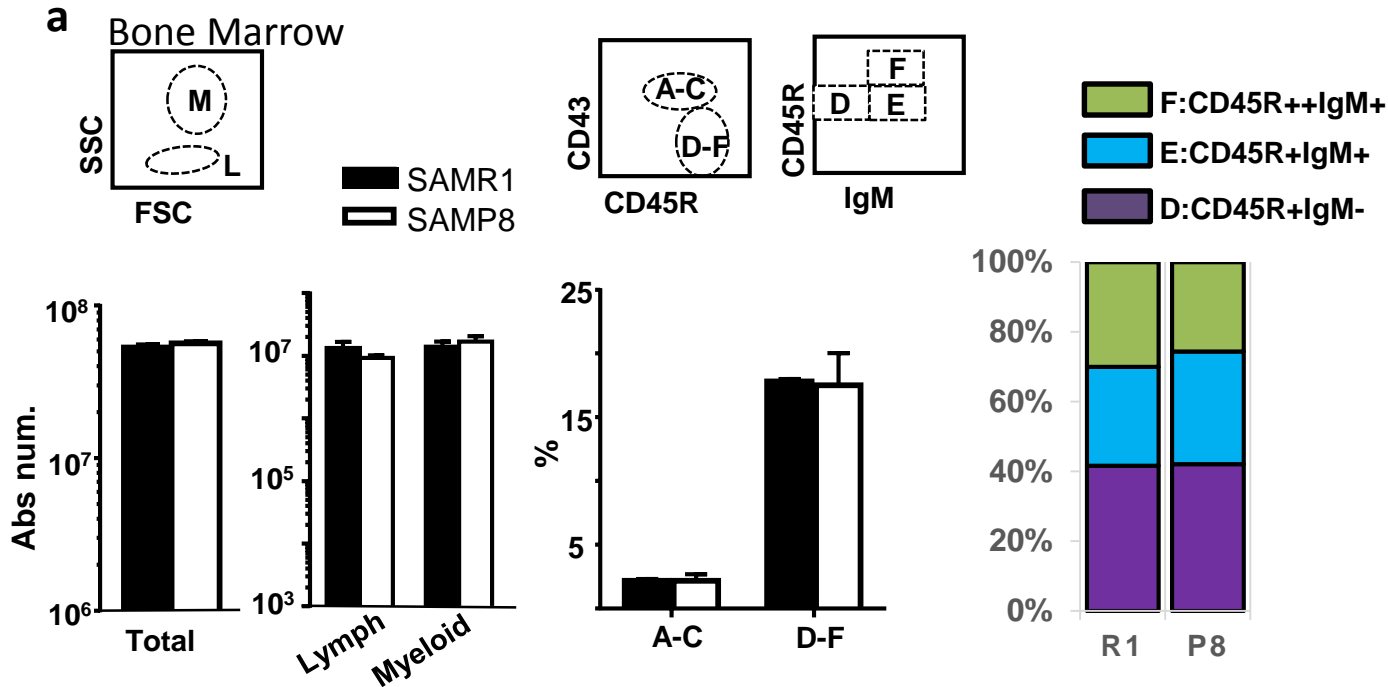 a
Bone Marrow
SSC
M
L
FSC
SAMR1
SAMP8
CD43
A-C
D-F
CD45R
CD45R
F
D
E
IgM
F:CD45R++IgM+
E:CD45R+IgM+
D:CD45R+IgM-
Abs num.
10⁸
10⁷
10⁶
Total
10⁷
10⁵
10³
Lymph
Myeloid
%
25
15
5
A-C
D-F
100%
80%
60%
40%
20%
0%
R1
P8